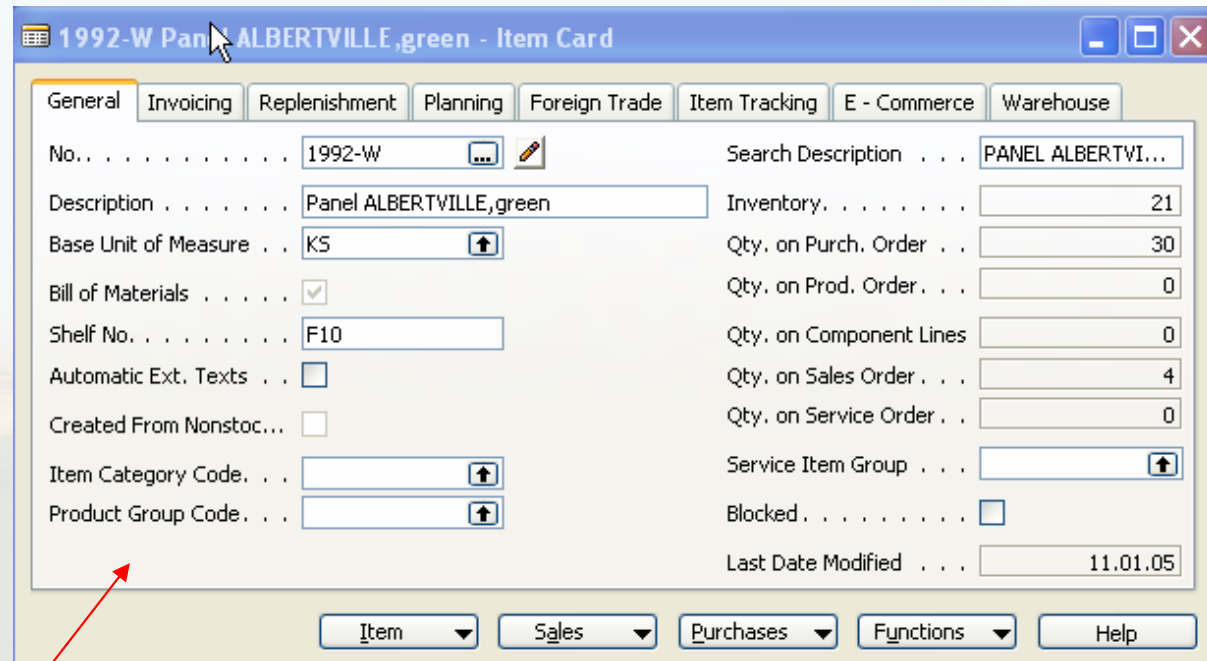 1992-W Panel ALBERTVILLE,green - Item Card
General Invoicing Replenishment Planning Foreign Trade Item Tracking E - Commerce Warehouse
No.. . . . . . . . . . . 1992-W ... Search Description . . . PANEL ALBERTVI...
Description . . . . . . . Panel ALBERTVILLE,green Inventory. . . . . . . . 21
Base Unit of Measure . . KS Qty. on Purch. Order . . 30
Bill of Materials . . . . . Qty. on Prod. Order. . . 0
Shelf No. . . . . . . . . F10 Qty. on Component Lines 0
Automatic Ext. Texts . . Qty. on Sales Order. . . 4
Created From Nonstoc... Qty. on Service Order. . 0
Item Category Code. . . Service Item Group . . .
Product Group Code. . . Blocked. . . . . . . . .
Last Date Modified . . . 11.01.05
Item Sales Purchases Functions Help